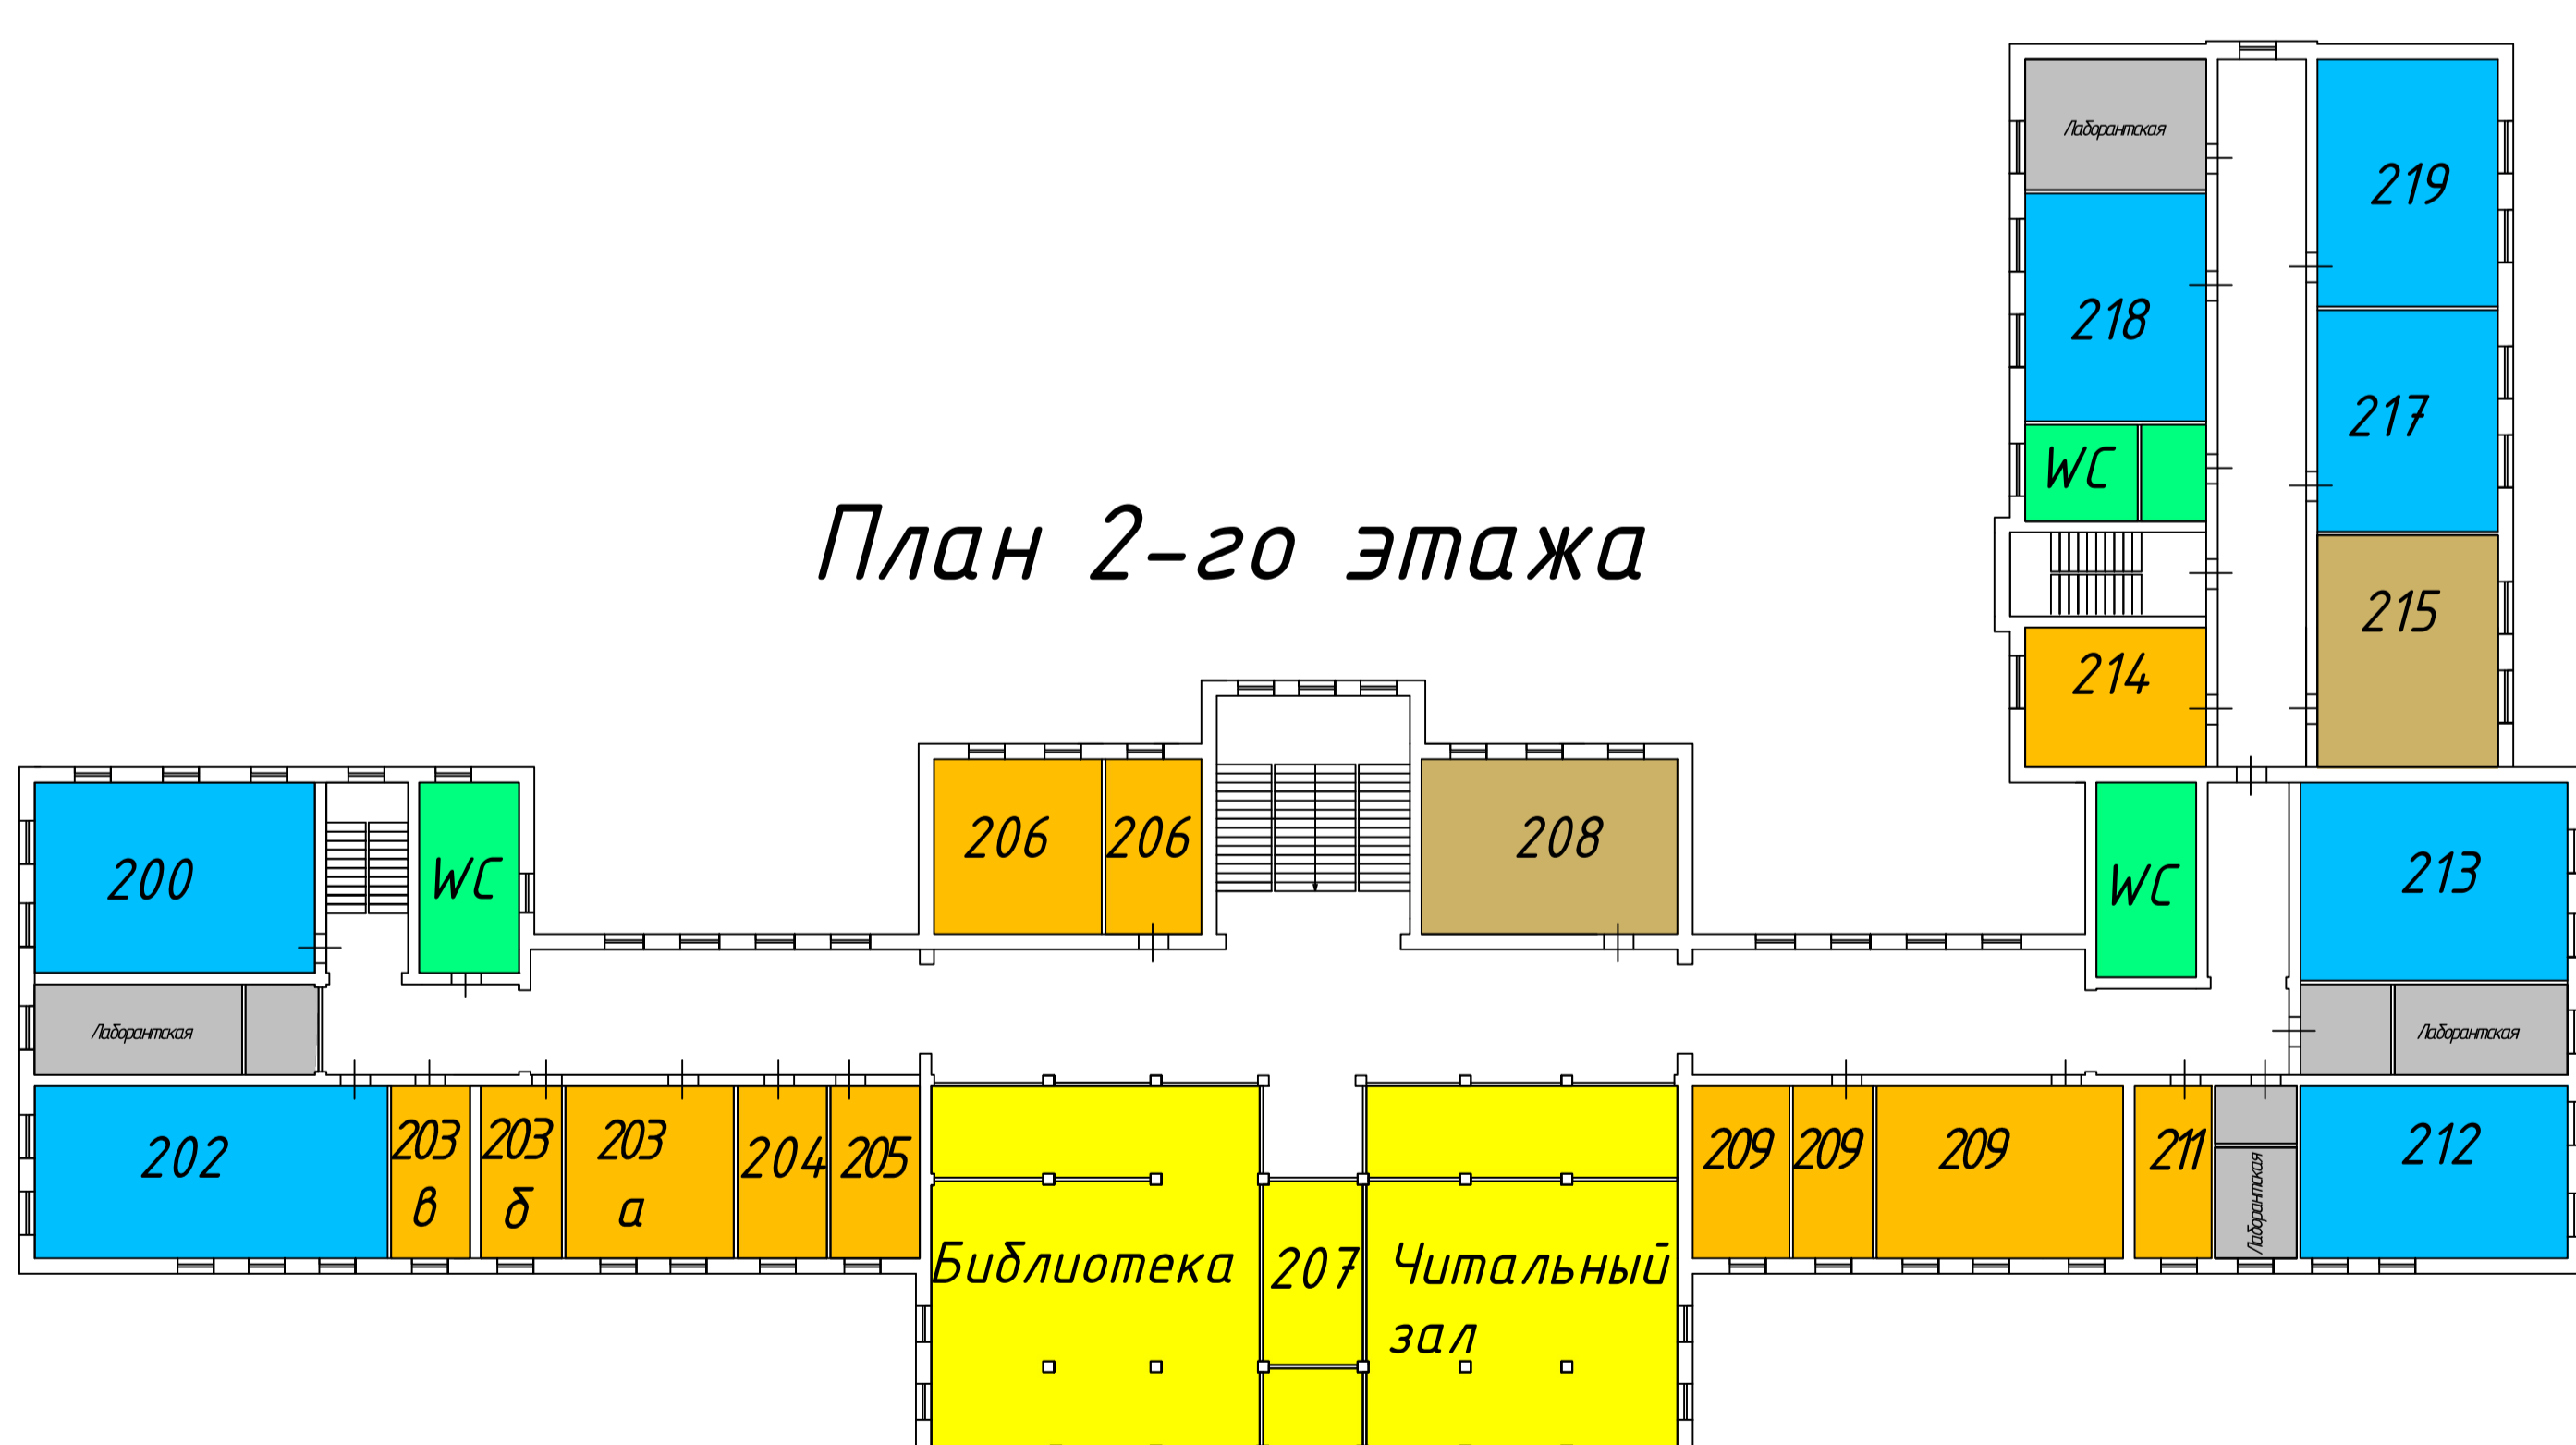 Лаборантская
219
218
217
WC
План 2-го этажа
215
214
206
206
208
200
WC
WC
213
Лаборантская
Лаборантская
202
203
в
203
б
203
а
204
205
209
209
209
211
Лаборантская
212
Библиотека
207
Читальный
зал